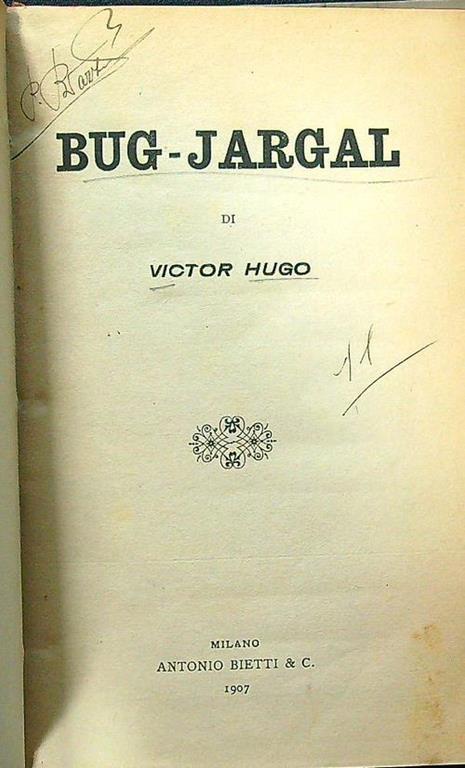 BUG-JARGAL
DI
VICTOR HUGO
11
MILANO
ANTONIO BIETTI & C.
1907